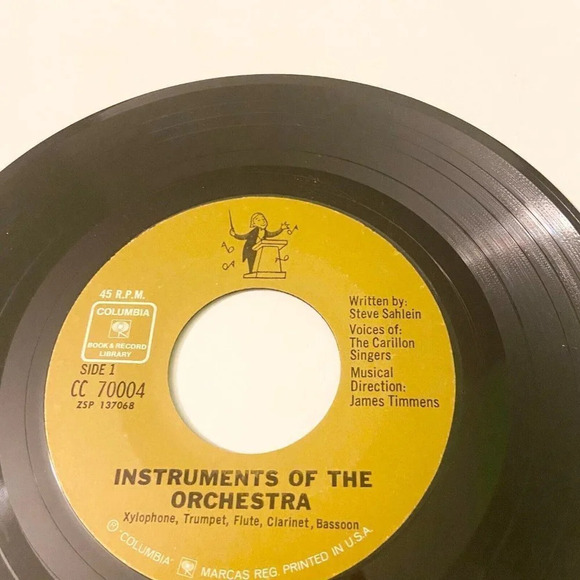 45 R.P.M.
COLUMBIA
BOOK & RECORD
LIBRARY
SIDE 1
CC 70004
ZSP 137068
Written by:
Steve Sahlein
Voices of:
The Carillon
Singers
Musical
Direction:
James Timmens
INSTRUMENTS OF THE
ORCHESTRA
Xylophone, Trumpet, Flute, Clarinet, Bassoon
℗ "COLUMBIA" MARCAS REG. PRINTED IN U.S.A.